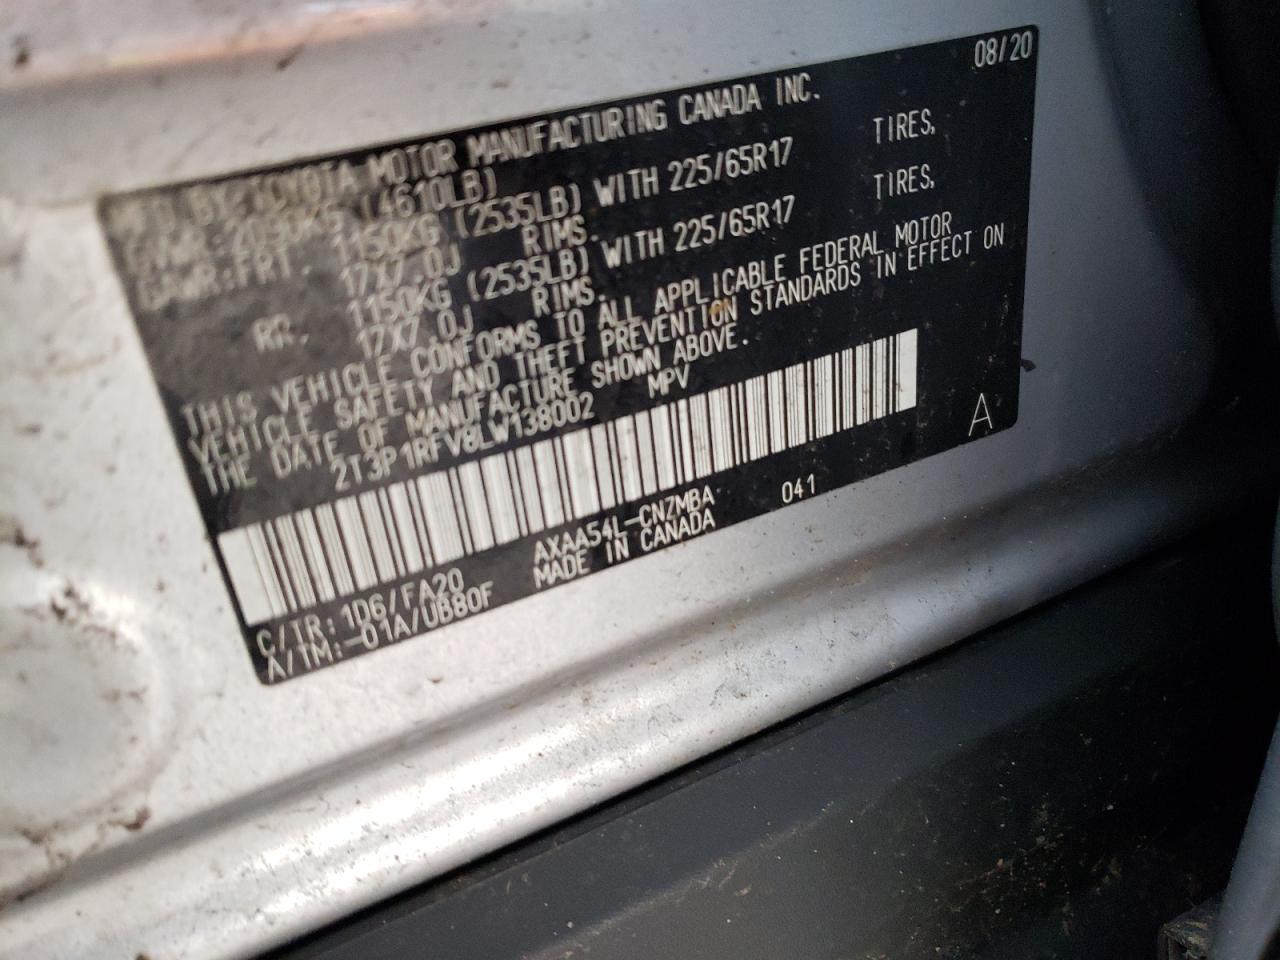 08/20
MFD. BY: TOYOTA MOTOR MANUFACTURING CANADA INC.
GVWR: 2090KG (4610LB)
GAWR: FRT. 1150KG (2535LB) WITH 225/65R17 TIRES,
17X7.0J RIMS.
RR. 1150KG (2535LB) WITH 225/65R17 TIRES,
17X7.0J RIMS.
THIS VEHICLE CONFORMS TO ALL APPLICABLE FEDERAL MOTOR
VEHICLE SAFETY AND THEFT PREVENTION STANDARDS IN EFFECT ON
THE DATE OF MANUFACTURE SHOWN ABOVE.
2T3P1RFV8LW138002 MPV
A
C/TR: 1D6/FA20 AXAA54L-CNZMBA 041
A/TM:-01A/UB80F MADE IN CANADA